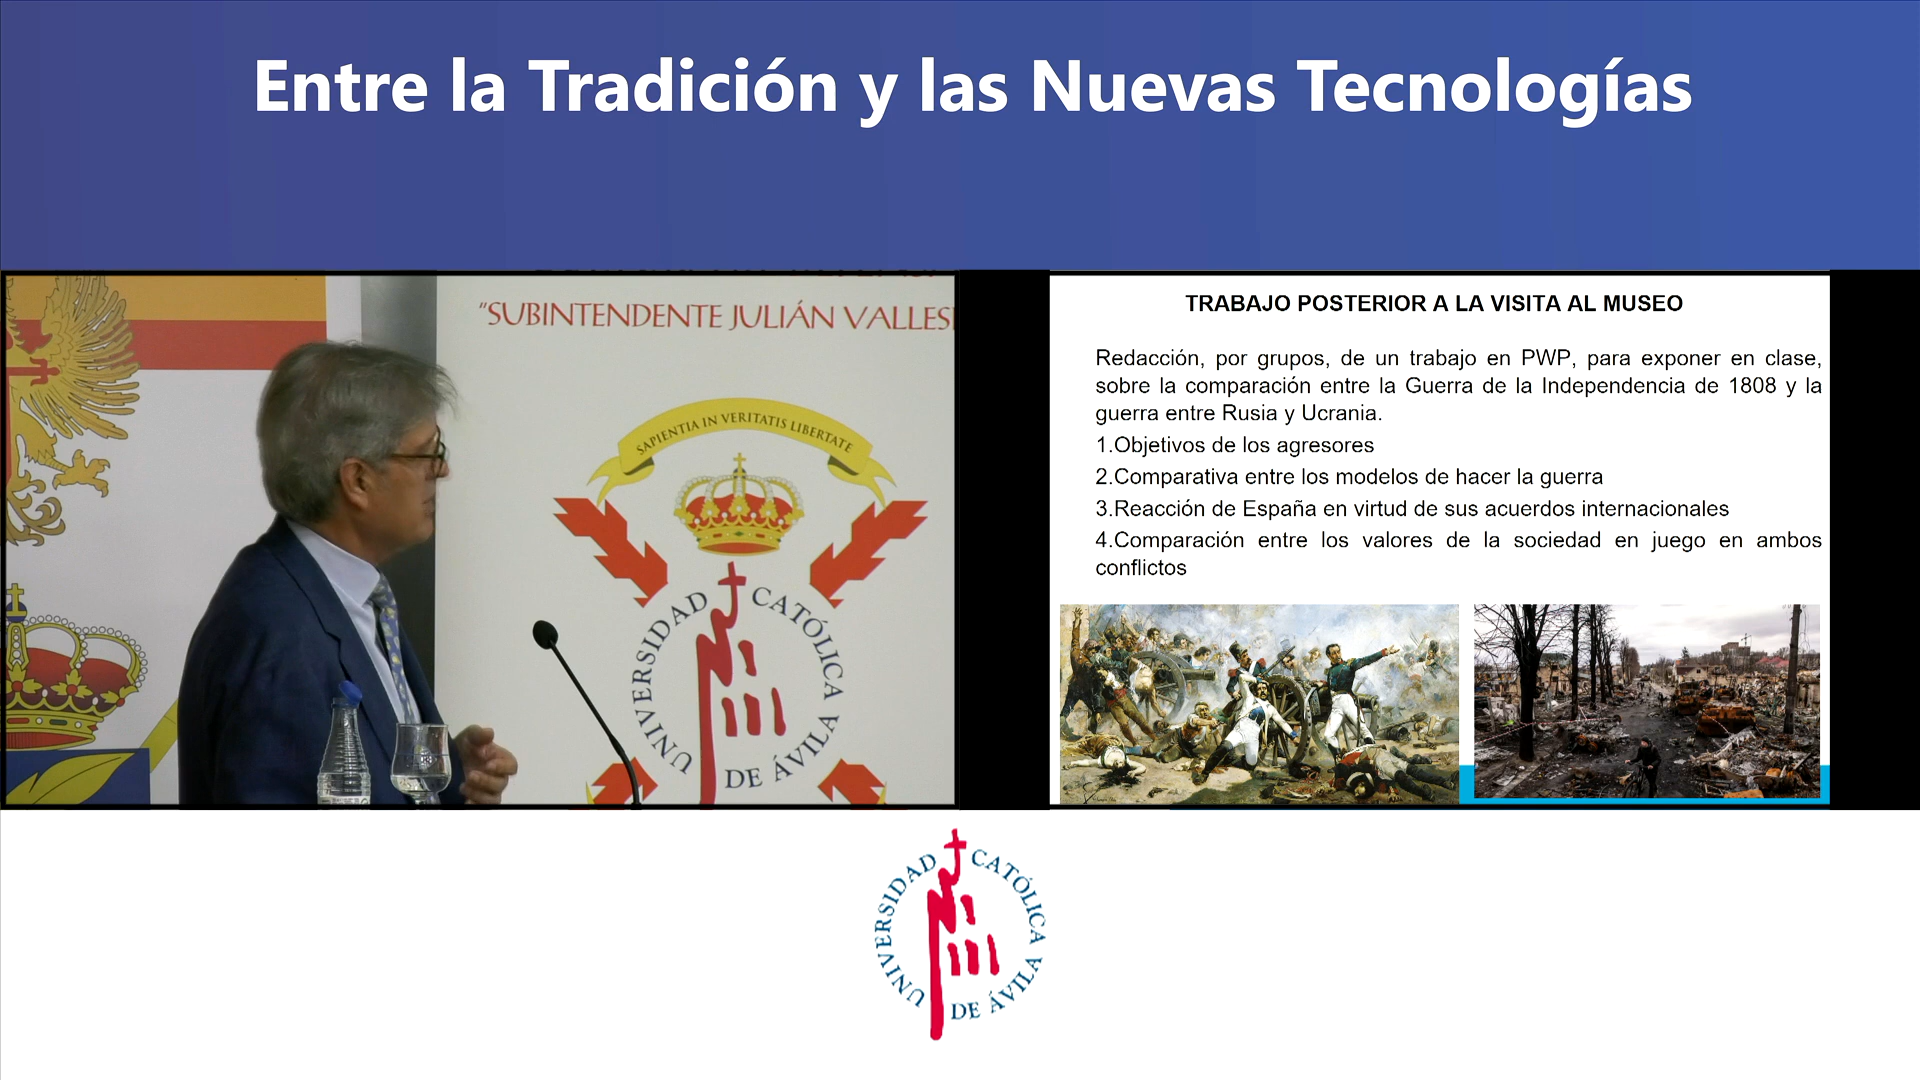 Entre la Tradición y las Nuevas Tecnologías
"SUBINTENDENTE JULIÁN
SAPIENTIA IN VERITATIS LIBERTATE
UNIVERSIDAD CATÓLICA DE ÁVILA
TRABAJO POSTERIOR A LA VISITA AL MUSEO
Redacción, por grupos, de un trabajo en PWP, para exponer en clase,
sobre la comparación entre la Guerra de la Independencia de 1808 y la
guerra entre Rusia y Ucrania.
1.Objetivos de los agresores
2.Comparativa entre los modelos de hacer la guerra
3.Reacción de España en virtud de sus acuerdos internacionales
4.Comparación entre los valores de la sociedad en juego en ambos
conflictos
UNIVERSIDAD CATÓLICA DE ÁVILA